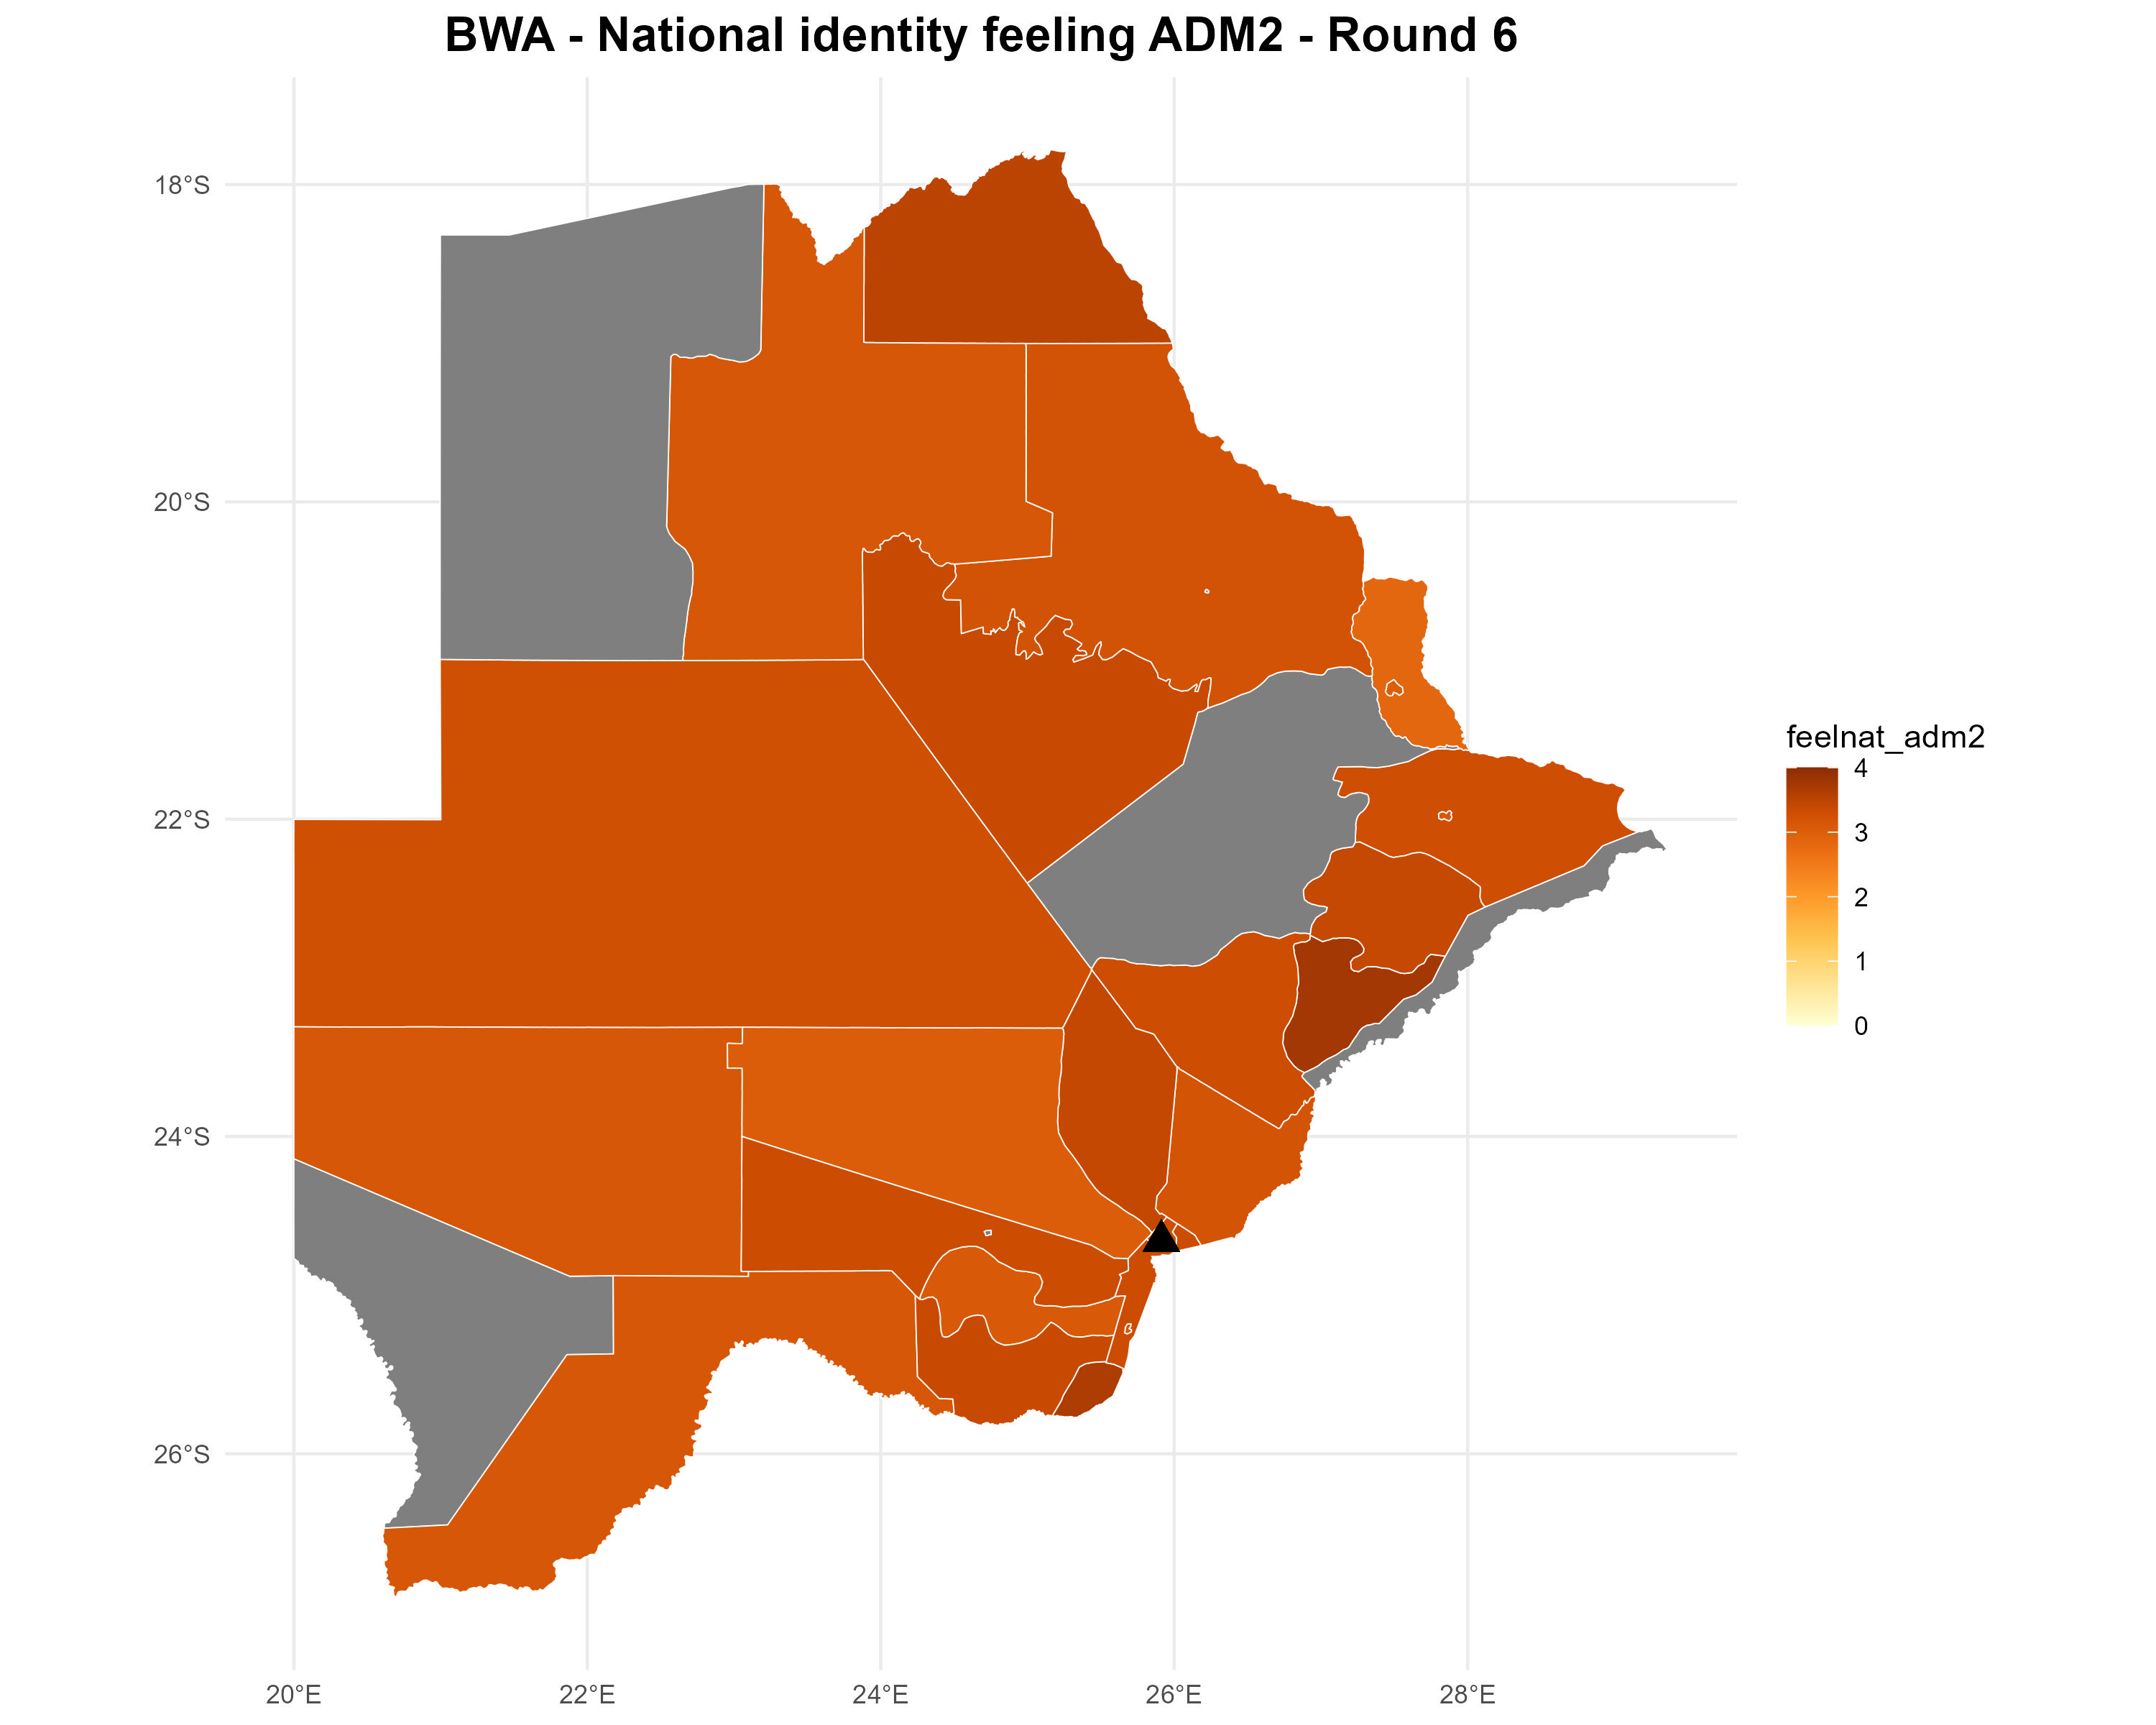 BWA - National identity feeling ADM2 - Round 6
18°S
20°S
22°S
24°S
26°S
20°E
22°E
24°E
26°E
28°E
feelnat_adm2
4
3
2
1
0